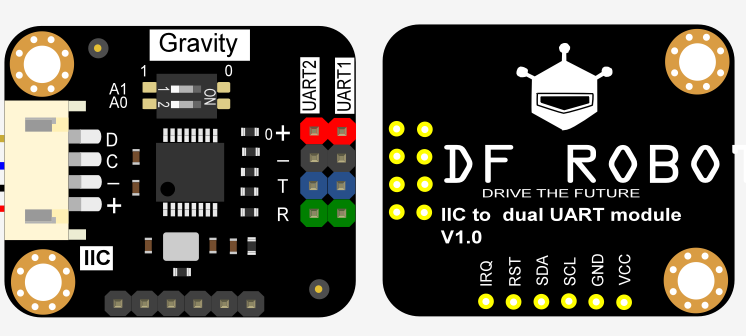 Gravity
1 0
A1
A0
1
2
ON
UART2
UART1
0 +
–
T
R
D
C
–
+
IIC
DF ROBOT
DRIVE THE FUTURE
IIC to dual UART module
V1.0
IRQ
RST
SDA
SCL
GND
VCC